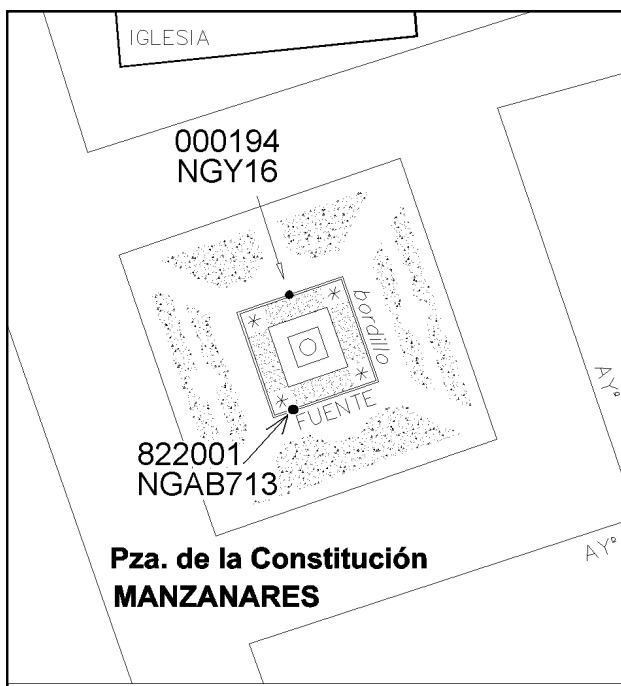 IGLESIA
000194
NGY16
bordillo
FUENTE
822001
NGAB713
AYº
AYº
Pza. de la Constitución
MANZANARES